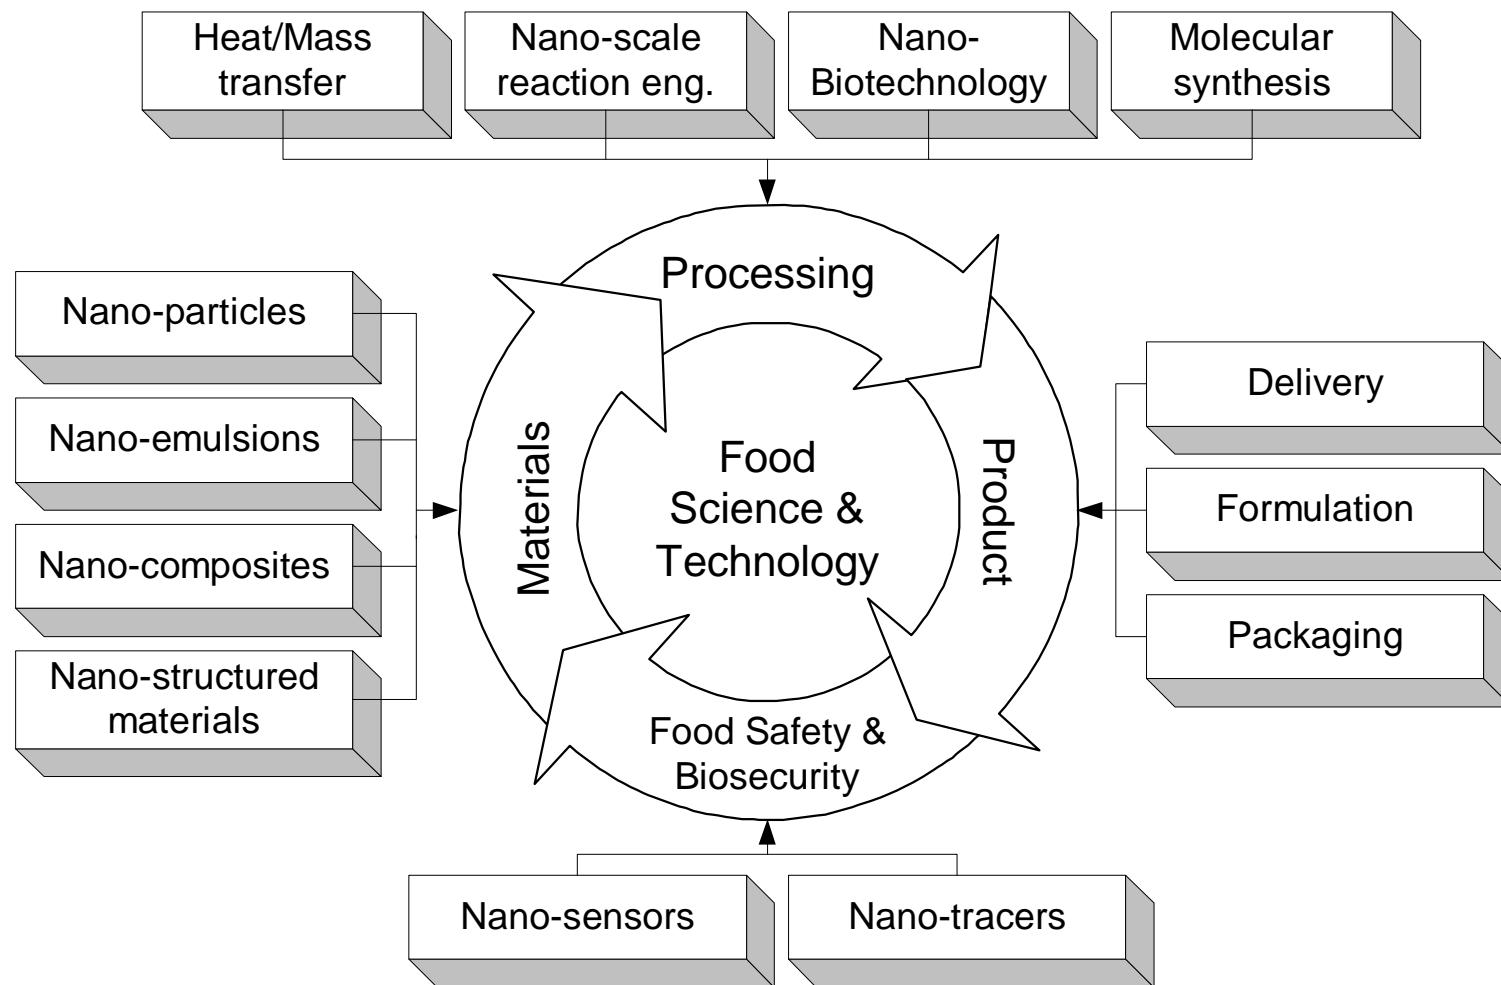 Heat/Mass
transfer
Nano-scale
reaction eng.
Nano-
Biotechnology
Molecular
synthesis
Processing
Nano-particles
Nano-emulsions
Nano-composites
Nano-structured
materials
Materials
Food
Science &
Technology
Product
Delivery
Formulation
Packaging
Food Safety &
Biosecurity
Nano-sensors
Nano-tracers